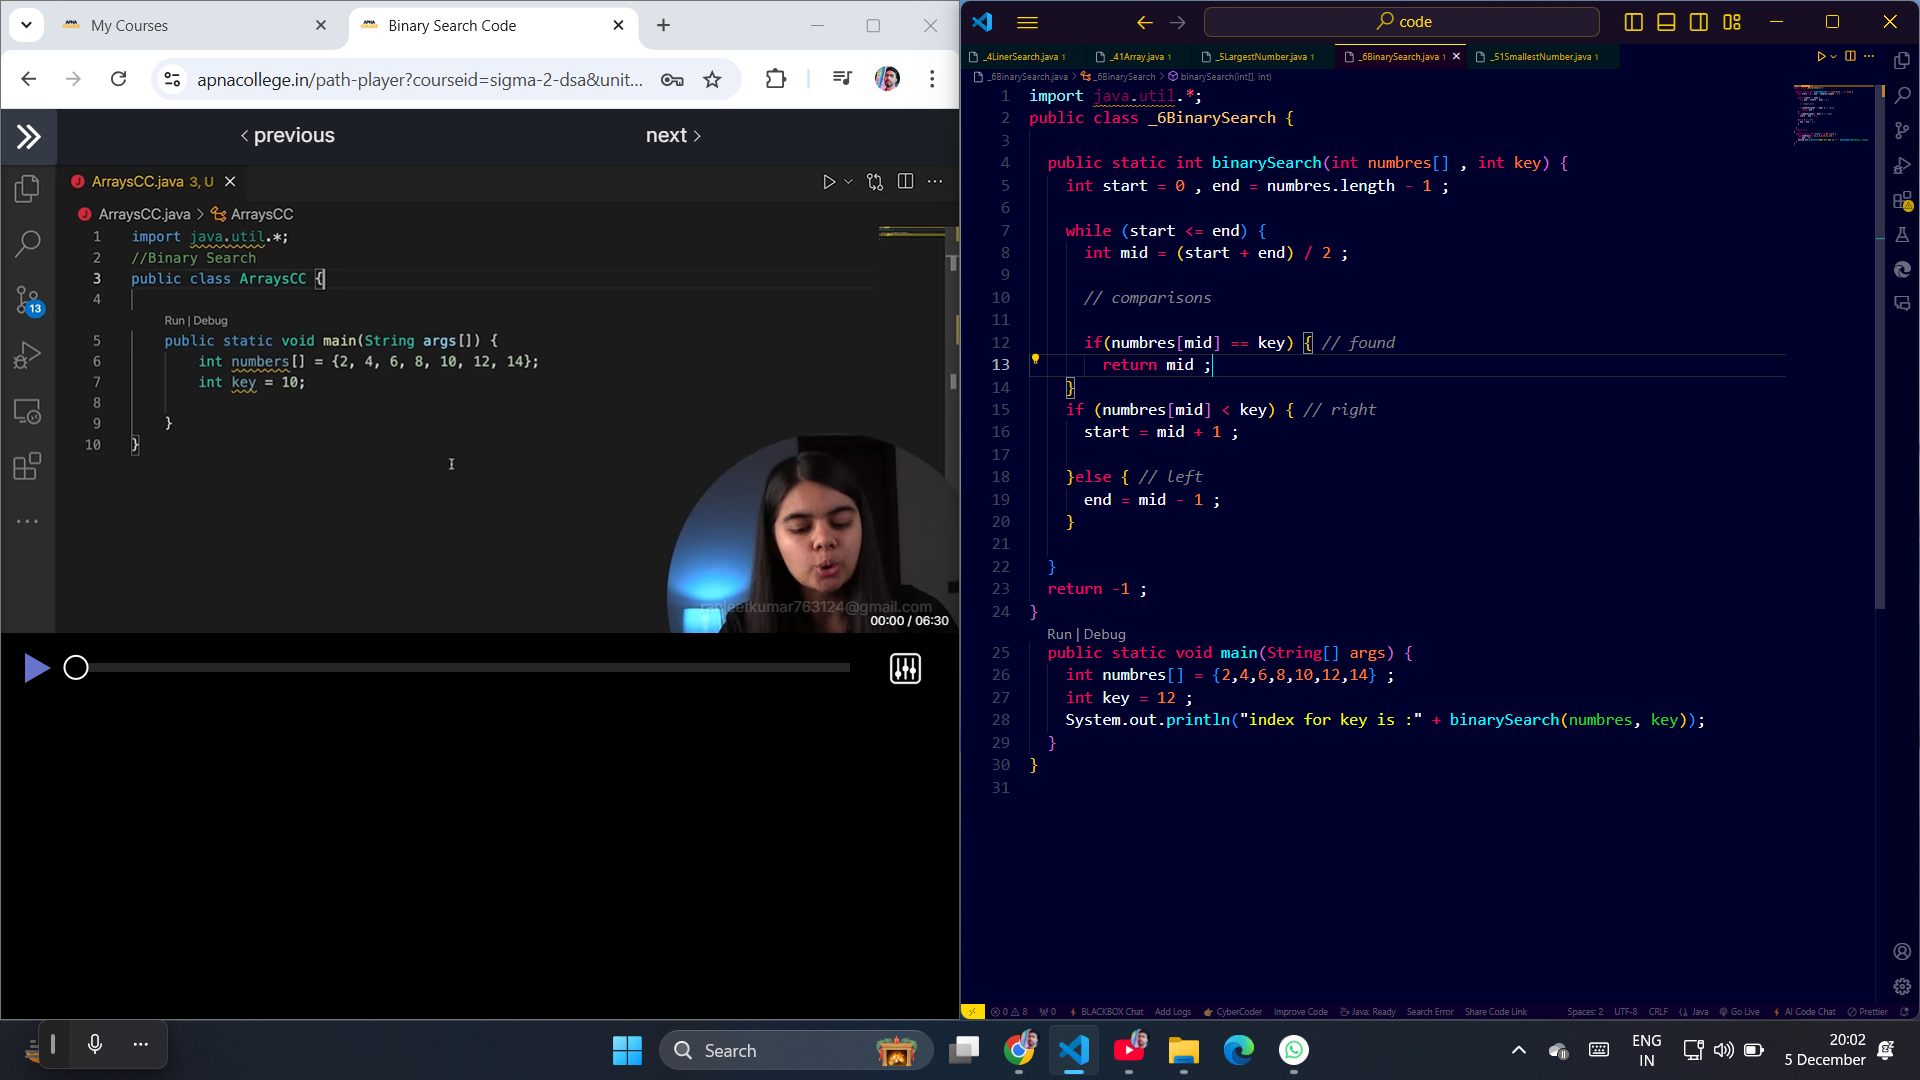 My Courses
Binary Search Code
apnacollege.in/path-player?courseid=sigma-2-dsa&unit...
previous
next
ArraysCC.java 3, U
ArraysCC.java > ArraysCC
1 import java.util.*;
2 //Binary Search
3 public class ArraysCC {
4
Run | Debug
5 public static void main(String args[]) {
6 int numbers[] = {2, 4, 6, 8, 10, 12, 14};
7 int key = 10;
8
9 }
10 }
13
ranjeetkumar763124@gmail.com
00:00 / 06:30
code
_4LinerSearch.java 1
_41Array.java 1
_5LargestNumber.java 1
_6BinarySearch.java 1
_51SmallestNumber.java 1
_6BinarySearch.java > _6BinarySearch > binarySearch(int[], int)
1 import java.util.*;
2 public class _6BinarySearch {
3
4 public static int binarySearch(int numbres[] , int key) {
5 int start = 0 , end = numbres.length - 1 ;
6
7 while (start <= end) {
8 int mid = (start + end) / 2 ;
9
10 // comparisons
11
12 if(numbres[mid] == key) { // found
13 return mid ;
14 }
15 if (numbres[mid] < key) { // right
16 start = mid + 1 ;
17
18 }else { // left
19 end = mid - 1 ;
20 }
21
22 }
23 return -1 ;
24 }
Run | Debug
25 public static void main(String[] args) {
26 int numbres[] = {2,4,6,8,10,12,14} ;
27 int key = 12 ;
28 System.out.println("index for key is :" + binarySearch(numbres, key));
29 }
30 }
31
0 8 0 BLACKBOX Chat Add Logs CyberCoder Improve Code Java: Ready Search Error Share Code Link Spaces: 2 UTF-8 CRLF {} Java Go Live AI Code Chat Prettier
Search
ENG
IN
20:02
5 December